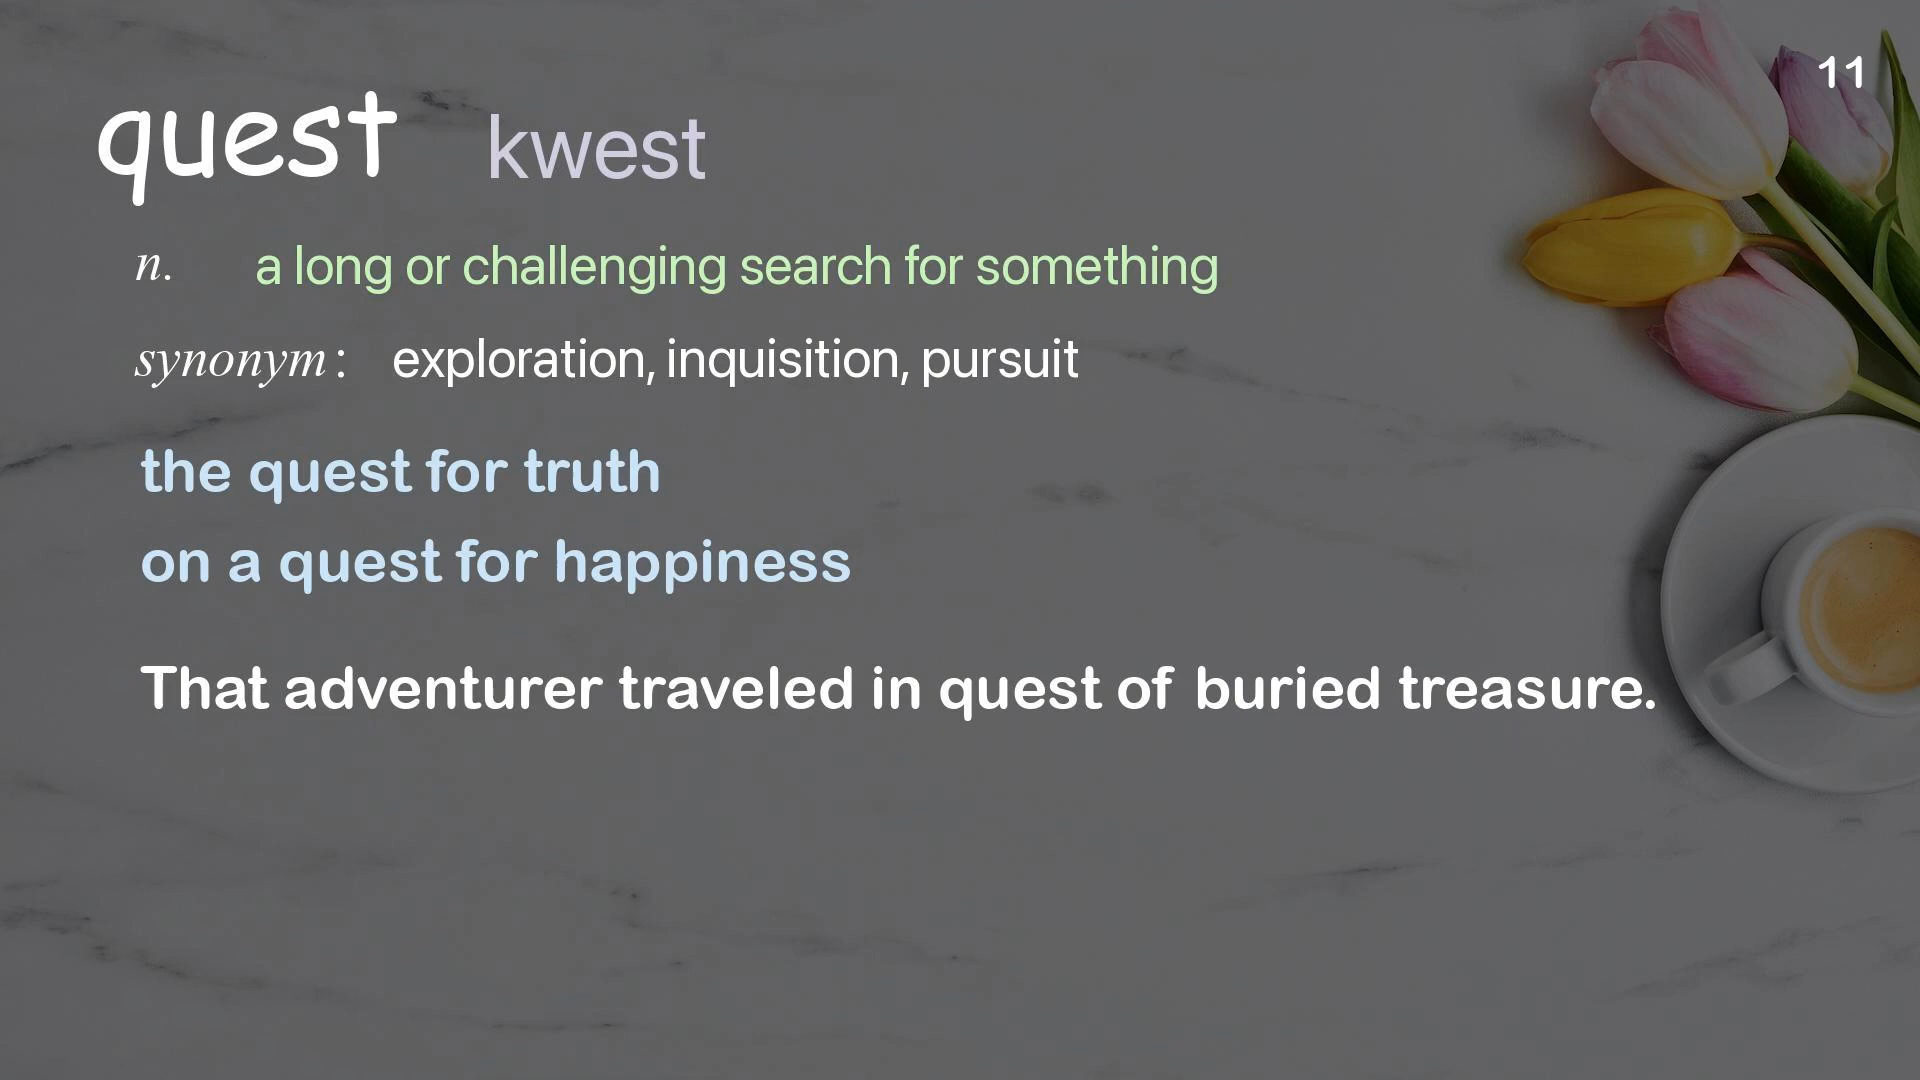 11
quest kwest
n. a long or challenging search for something
synonym: exploration, inquisition, pursuit
the quest for truth
on a quest for happiness
That adventurer traveled in quest of buried treasure.